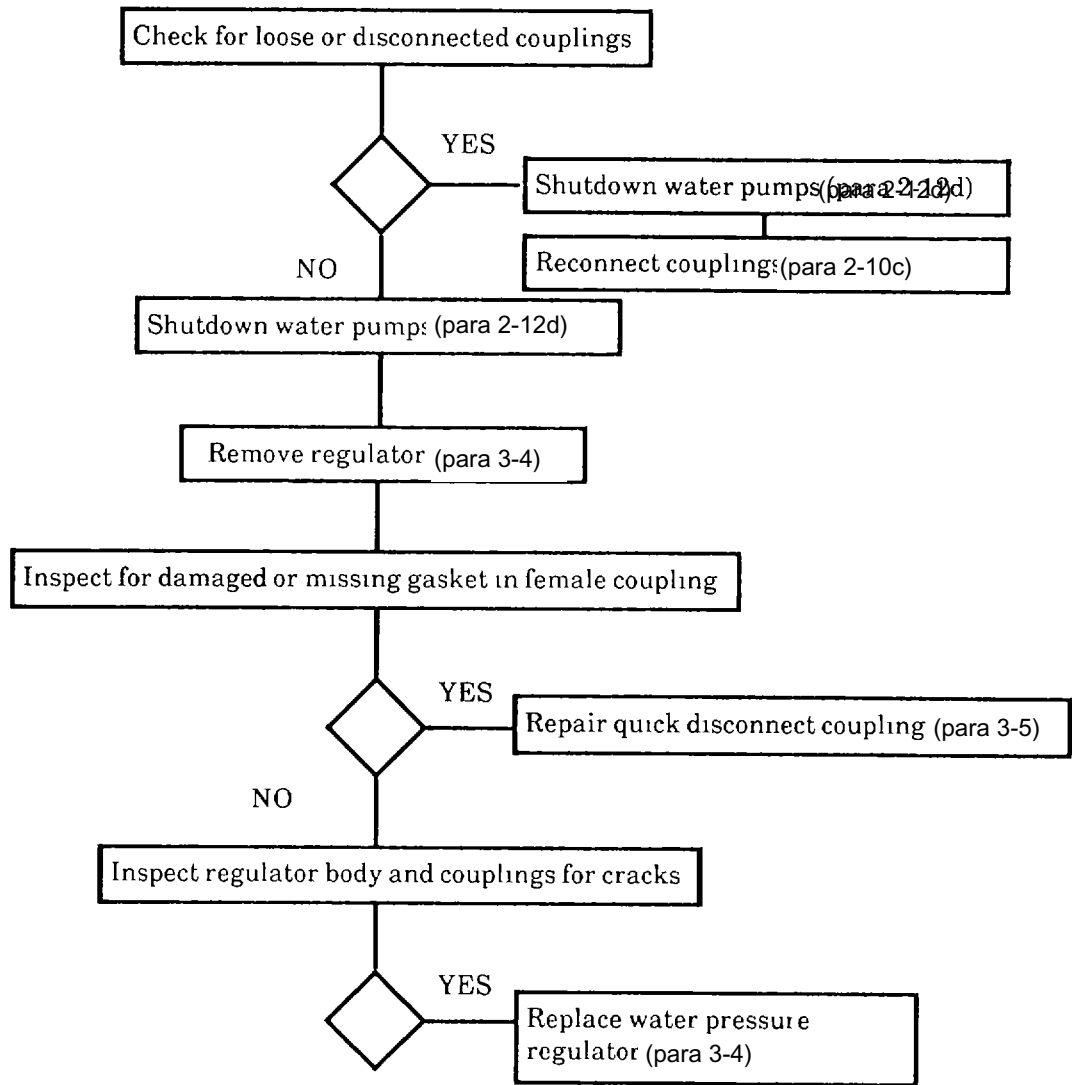 Check for loose or disconnected couplings
YES
Shutdown water pumps (para 2-12d)
NO
Reconnect couplings (para 2-10c)
Shutdown water pumps (para 2-12d)
Remove regulator (para 3-4)
Inspect for damaged or missing gasket in female coupling
YES
Repair quick disconnect coupling (para 3-5)
NO
Inspect regulator body and couplings for cracks
YES
Replace water pressure
regulator (para 3-4)